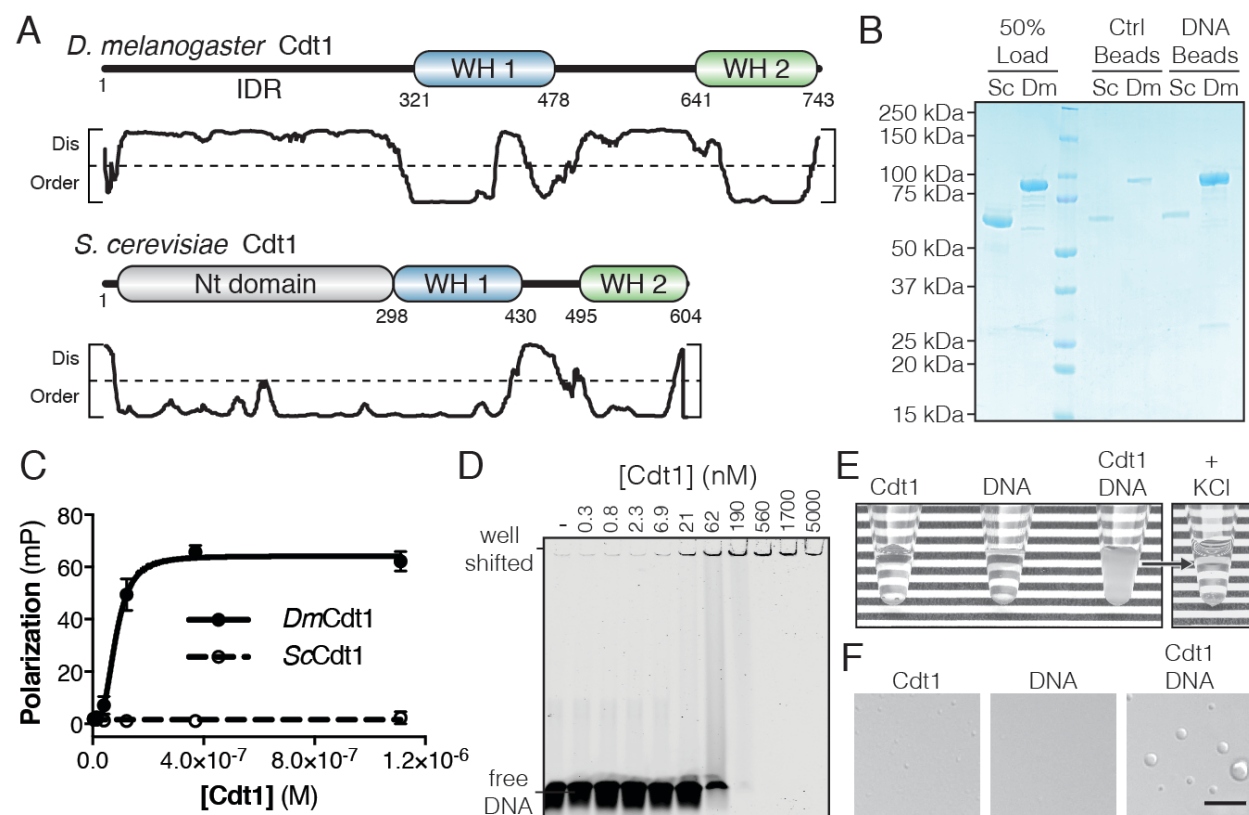 A
D. melanogaster Cdt1
WH 1
WH 2
1
IDR
321
478
641
743
Dis
Order
S. cerevisiae Cdt1
Nt domain
WH 1
WH 2
1
298
430
495
604
Dis
Order
B
50% Ctrl DNA
Load Beads Beads
Sc Dm Sc Dm Sc Dm
250 kDa
150 kDa
100 kDa
75 kDa
50 kDa
37 kDa
25 kDa
20 kDa
15 kDa
C
80
60
40
20
0
Polarization (mP)
DmCdt1
ScCdt1
0.0 4.0×10⁻⁷ 8.0×10⁻⁷ 1.2×10⁻⁶
[Cdt1] (M)
D
[Cdt1] (nM)
- 0.3 0.8 2.3 6.9 21 62 190 560 1700 5000
well
shifted
free
DNA
E
Cdt1
DNA
Cdt1
DNA
+
KCl
F
Cdt1
DNA
Cdt1
DNA